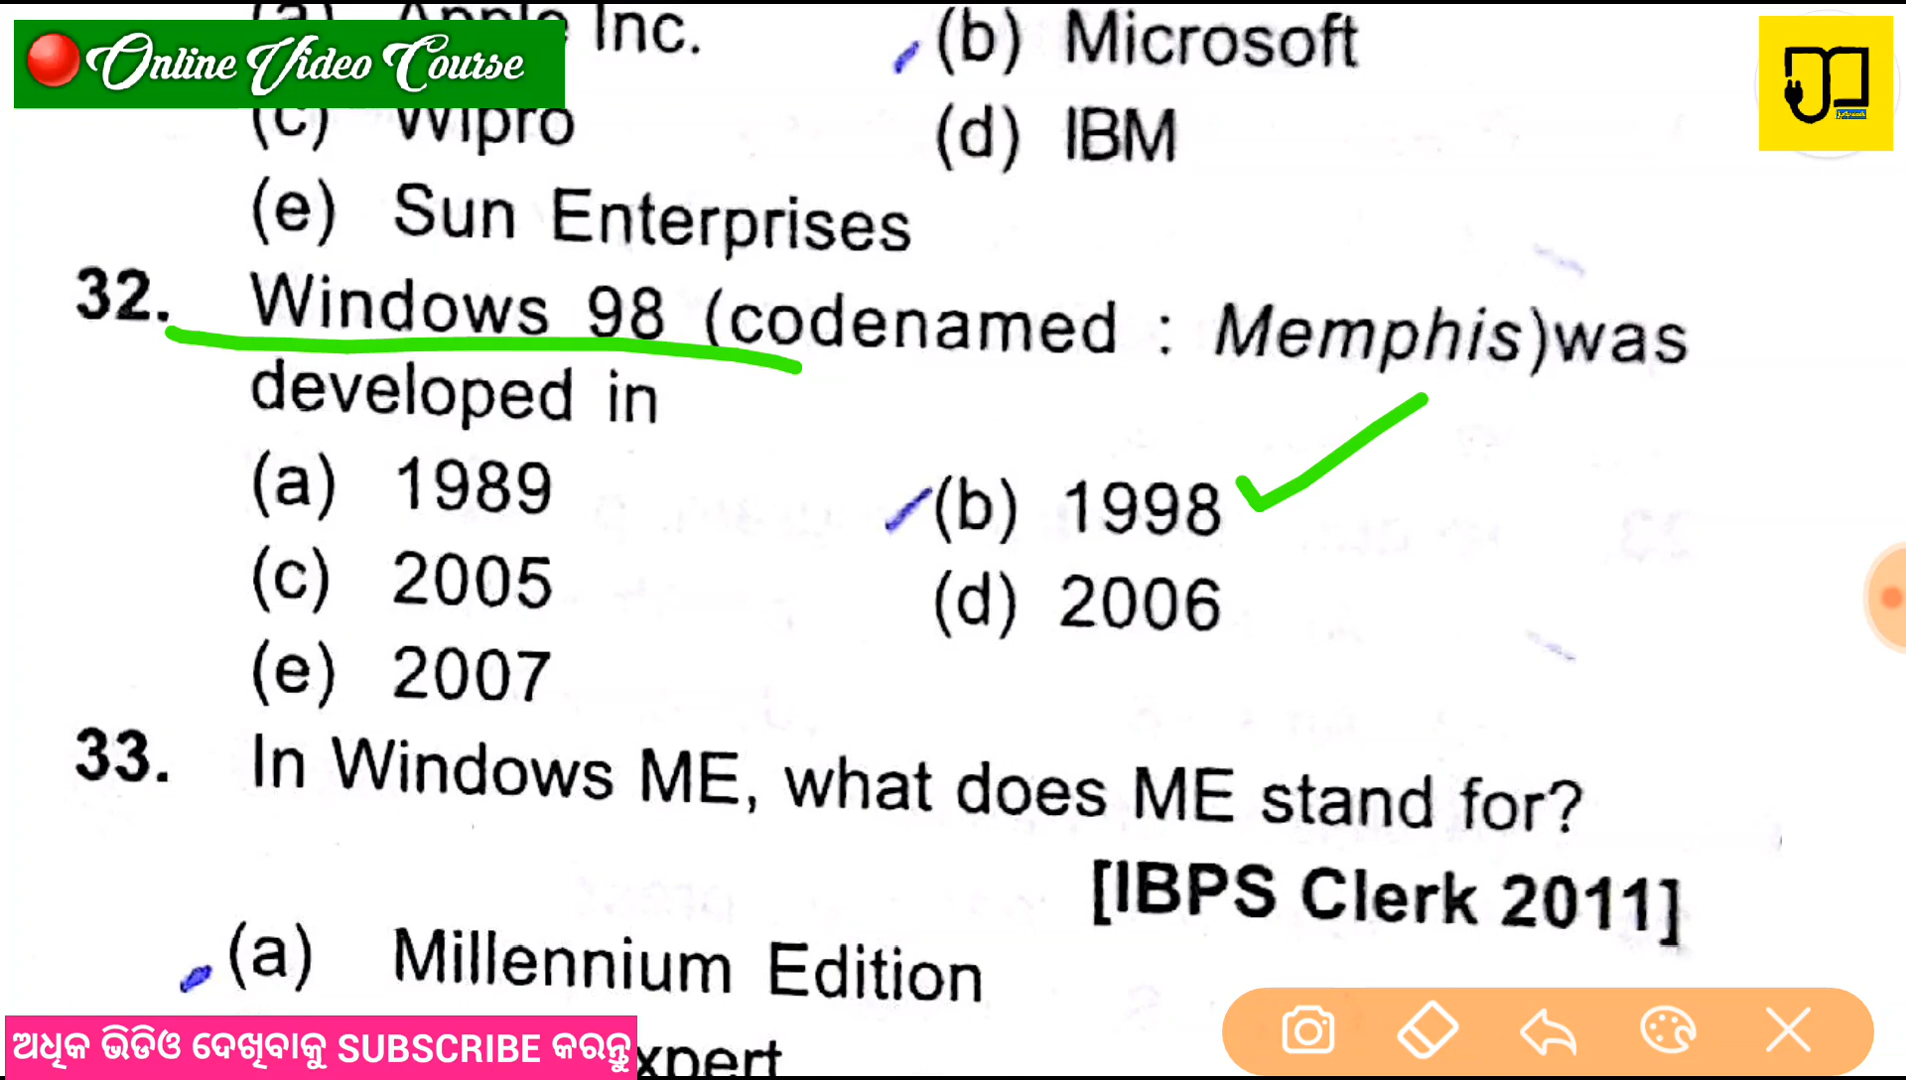 (a) Apple Inc.
(b) Microsoft
Online Video Course
(c) Wipro
(d) IBM
(e) Sun Enterprises
32. Windows 98 (codenamed : Memphis)was
developed in
(a) 1989
(b) 1998
(c) 2005
(d) 2006
(e) 2007
33. In Windows ME, what does ME stand for?
[IBPS Clerk 2011]
(a) Millennium Edition
xpert
ଅଧିକ ଭିଡିଓ ଦେଖିବାକୁ SUBSCRIBE କରନ୍ତୁ